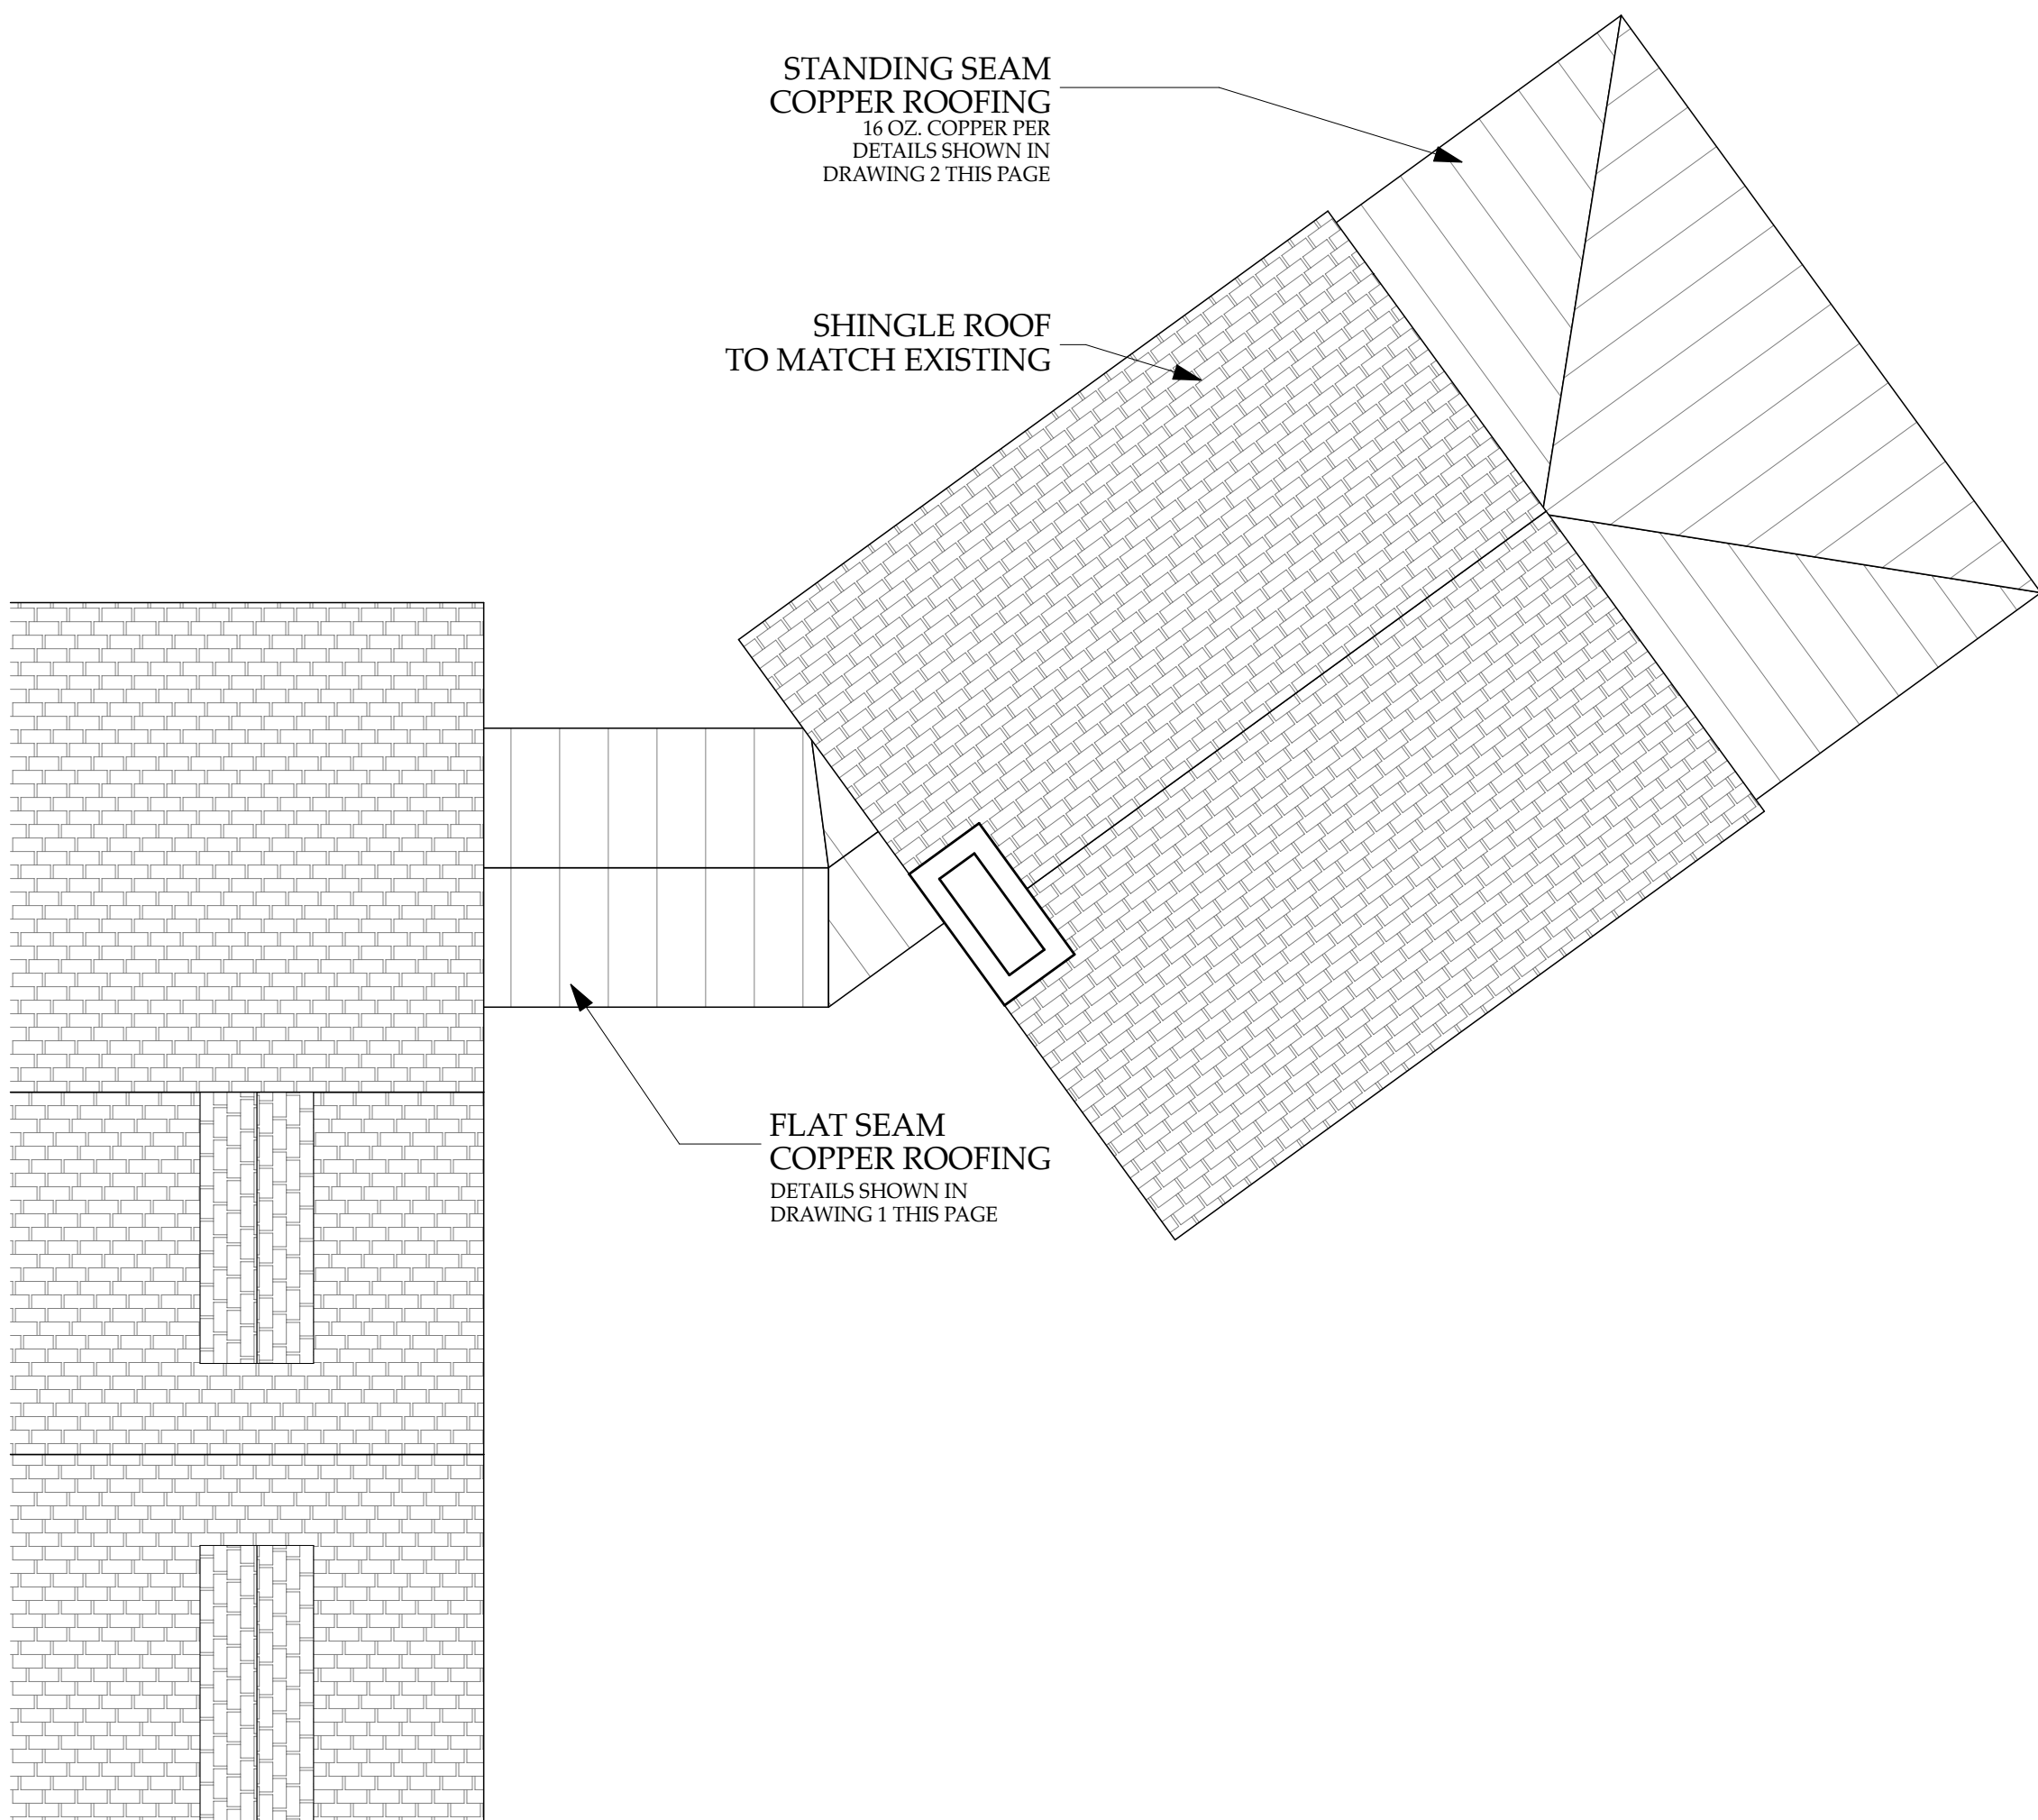 STANDING SEAM
COPPER ROOFING
16 OZ. COPPER PER
DETAILS SHOWN IN
DRAWING 2 THIS PAGE
SHINGLE ROOF
TO MATCH EXISTING
FLAT SEAM
COPPER ROOFING
DETAILS SHOWN IN
DRAWING 1 THIS PAGE